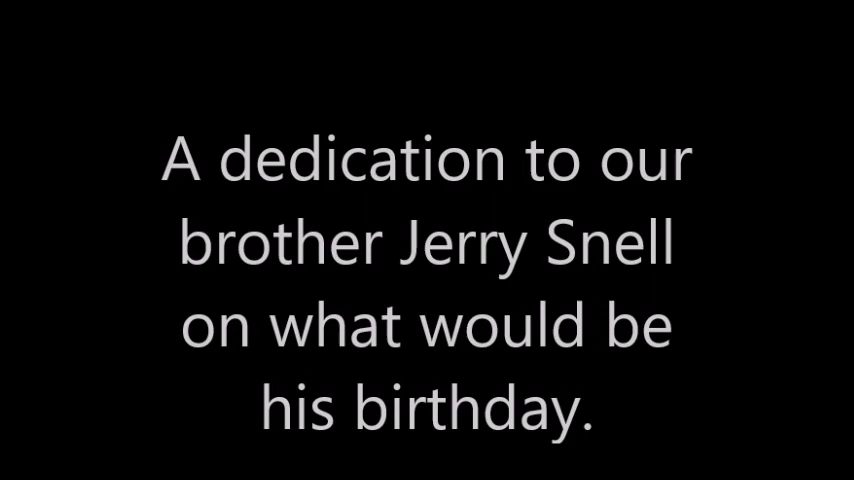 A dedication to our
brother Jerry Snell
on what would be
his birthday.